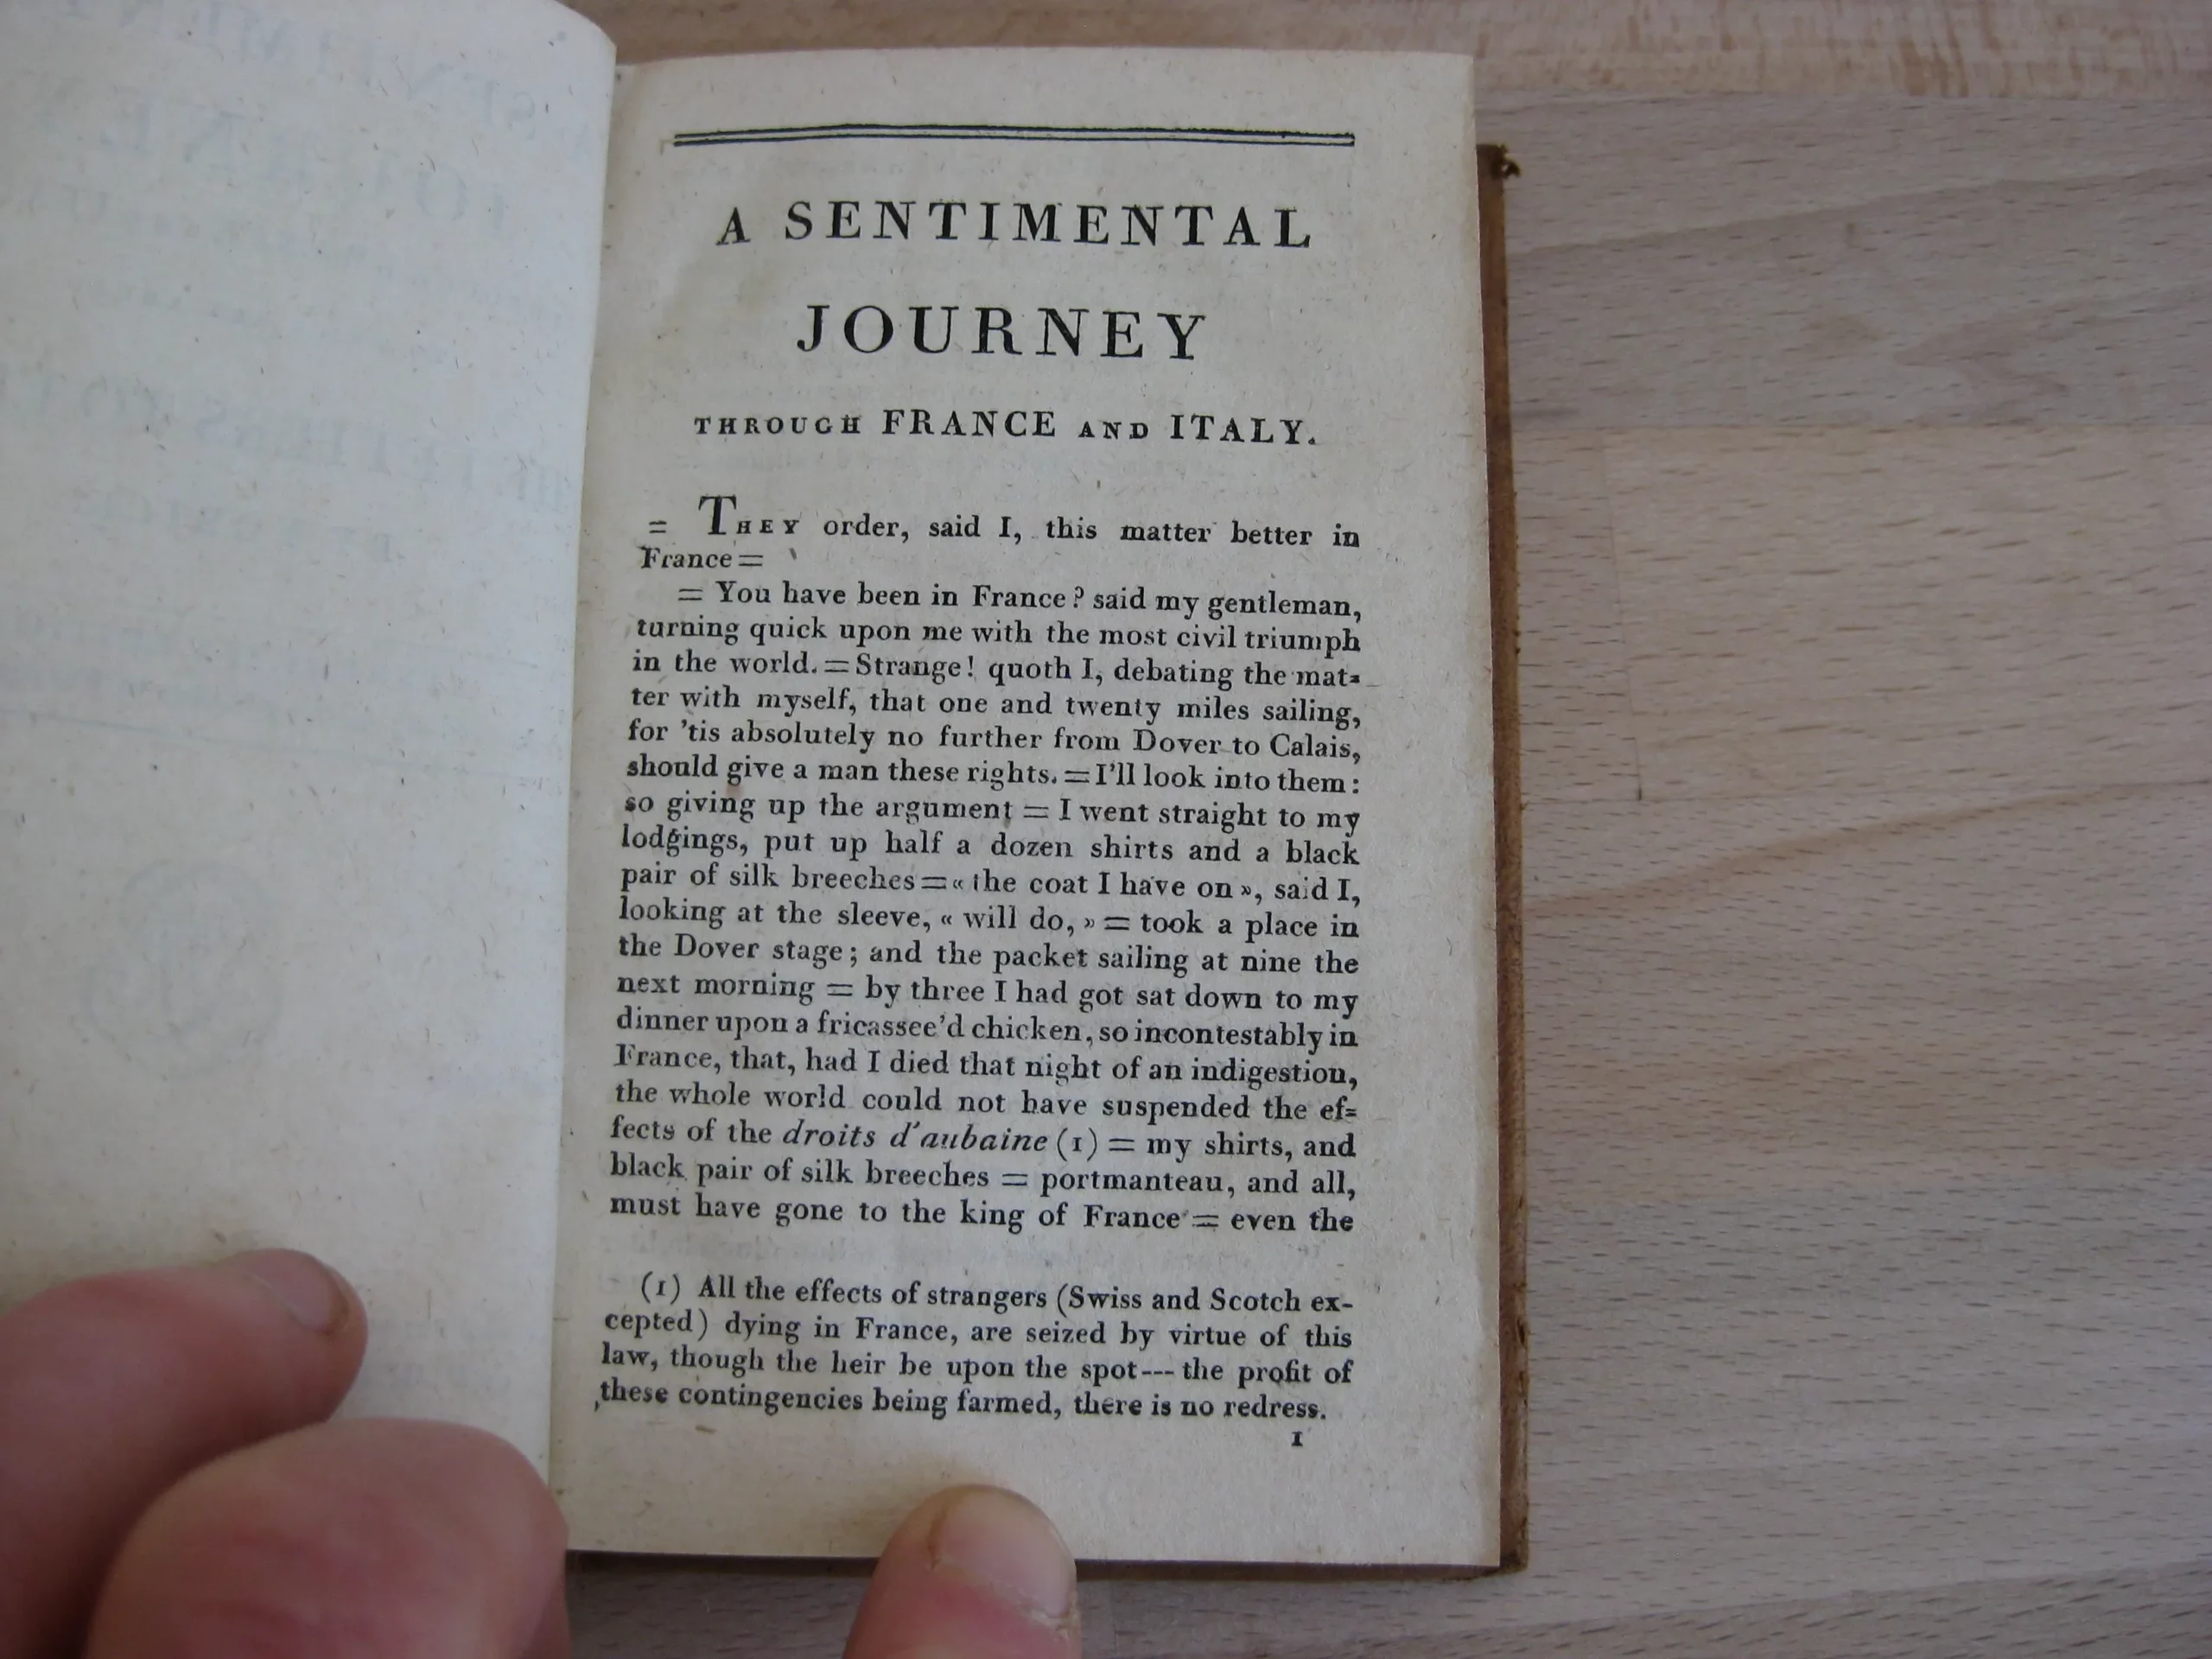 A SENTIMENTAL
JOURNEY
THROUGH FRANCE AND ITALY.
= THEY order, said I, this matter better in
France =
= You have been in France ? said my gentleman,
turning quick upon me with the most civil triumph
in the world. = Strange ! quoth I, debating the mat=
ter with myself, that one and twenty miles sailing,
for 'tis absolutely no further from Dover to Calais,
should give a man these rights. = I'll look into them :
so giving up the argument = I went straight to my
lodgings, put up half a dozen shirts and a black
pair of silk breeches = « the coat I have on », said I,
looking at the sleeve, « will do, » = took a place in
the Dover stage ; and the packet sailing at nine the
next morning = by three I had got sat down to my
dinner upon a fricassee'd chicken, so incontestably in
France, that, had I died that night of an indigestion,
the whole world could not have suspended the ef=
fects of the droits d'aubaine (1) = my shirts, and
black pair of silk breeches = portmanteau, and all,
must have gone to the king of France = even the
(1) All the effects of strangers (Swiss and Scotch ex-
cepted) dying in France, are seized by virtue of this
law, though the heir be upon the spot --- the profit of
these contingencies being farmed, there is no redress.
1